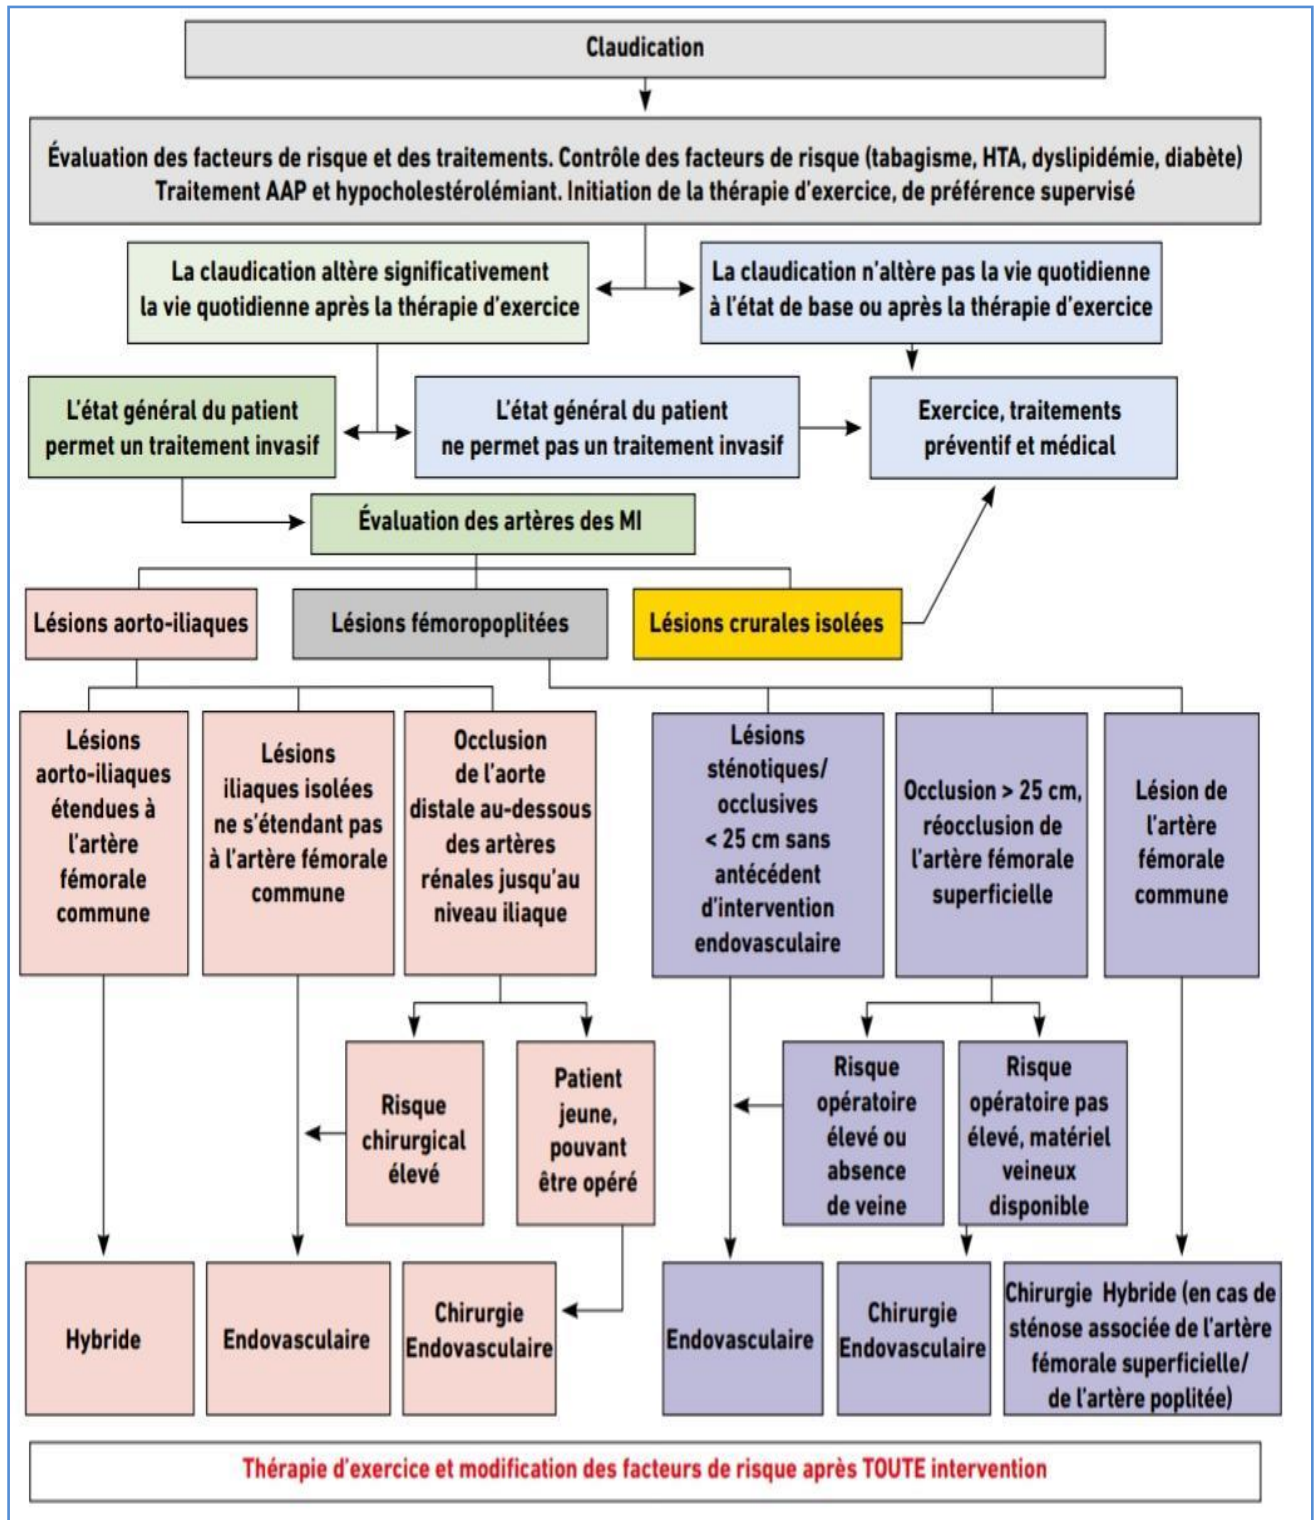 Claudication
Évaluation des facteurs de risque et des traitements. Contrôle des facteurs de risque (tabagisme, HTA, dyslipidémie, diabète)
Traitement AAP et hypocholestérolémiant. Initiation de la thérapie d'exercice, de préférence supervisé
La claudication altère significativement
la vie quotidienne après la thérapie d'exercice
La claudication n'altère pas la vie quotidienne
à l'état de base ou après la thérapie d'exercice
L'état général du patient
permet un traitement invasif
L'état général du patient
ne permet pas un traitement invasif
Exercice, traitements
préventif et médical
Évaluation des artères des MI
Lésions aorto-iliaques
Lésions fémoropoplitées
Lésions crurales isolées
Lésions
aorto-iliaques
étendues à
l'artère
fémorale
commune
Lésions
iliaques isolées
ne s'étendant pas
à l'artère fémorale
commune
Occlusion
de l'aorte
distale au-dessous
des artères
rénales jusqu'au
niveau iliaque
Lésions
sténotiques/
occlusives
< 25 cm sans
antécédent
d'intervention
endovasculaire
Occlusion > 25 cm,
réocclusion de
l'artère fémorale
superficielle
Lésion de
l'artère
fémorale
commune
Risque
chirurgical
élevé
Patient
jeune,
pouvant
être opéré
Risque
opératoire
élevé ou
absence
de veine
Risque
opératoire pas
élevé, matériel
veineux
disponible
Hybride
Endovasculaire
Chirurgie
Endovasculaire
Endovasculaire
Chirurgie
Endovasculaire
Chirurgie Hybride (en cas de
sténose associée de l'artère
fémorale superficielle/
de l'artère poplitée)
Thérapie d'exercice et modification des facteurs de risque après TOUTE intervention